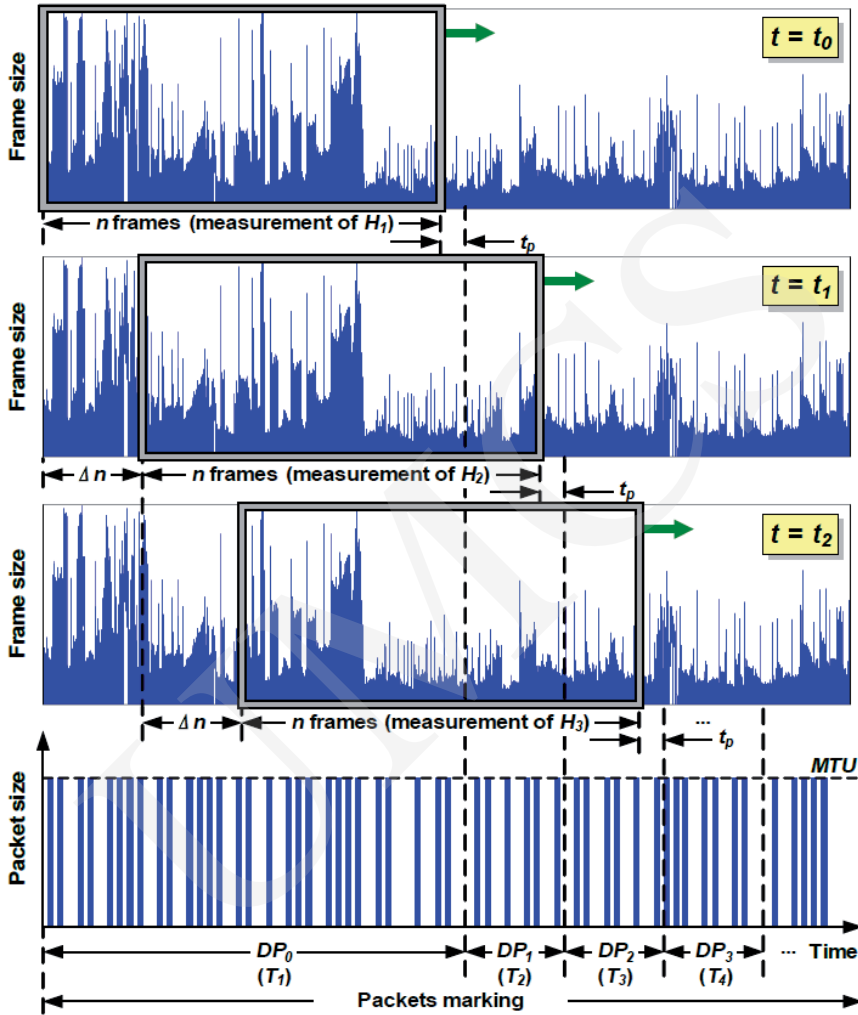 Frame size
t = t0
n frames (measurement of H1)
tp
Frame size
t = t1
Δn
n frames (measurement of H2)
tp
Frame size
t = t2
Δn
n frames (measurement of H3)
...
tp
MTU
Packet size
DP0
DP1
DP2
DP3
... Time
(T1)
(T2)
(T3)
(T4)
Packets marking
UMCS